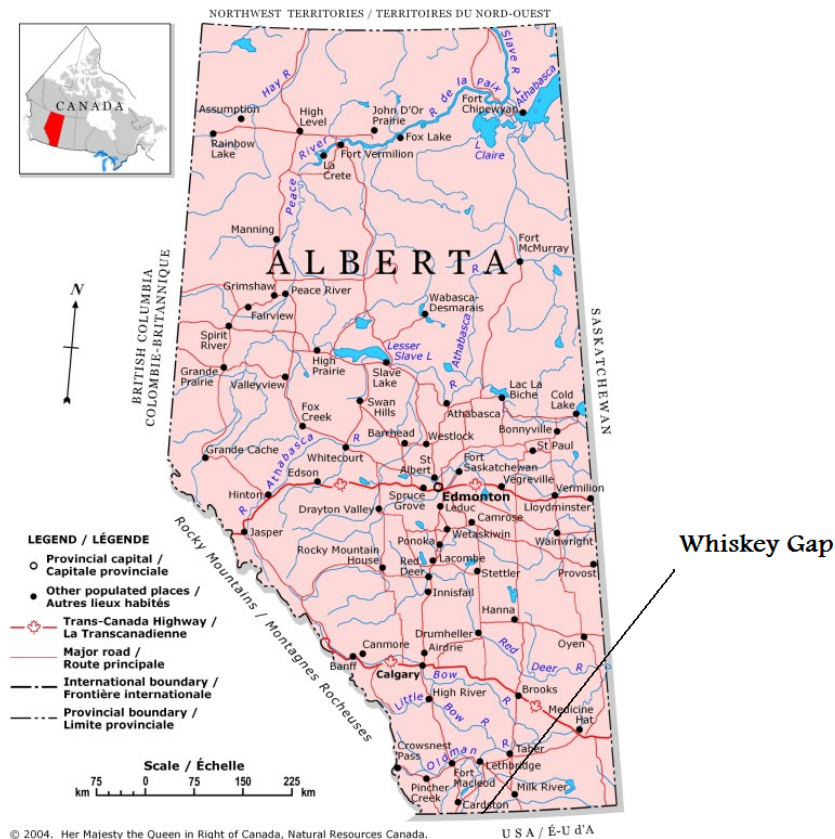 NORTHWEST TERRITORIES / TERRITOIRES DU NORD-OUEST
CANADA
Hay R
Slave R
R de la Paix
Athabasca
Assumption
High
Level
John D'Or
Prairie
Fort
Chipewyan
Rainbow
Lake
River
Fox Lake
Fort Vermilion
L
Claire
La
Crete
Peace
Manning
ALBERTA
Fort
McMurray
R
BRITISH COLUMBIA
COLOMBIE-BRITANNIQUE
N
Grimshaw
Peace River
Wabasca-
Desmarais
Fairview
SASKATCHEWAN
Spirit
River
Athabasca
Lesser
Slave L
High
Prairie
Grande
Prairie
Slave
Lake
Valleyview
R
Lac La
Biche
Cold
Lake
Fox
Creek
Swan
Hills
Athabasca
Bonnyville
Barrhead
Westlock
Athabasca
R
St Paul
Grande Cache
Whitecourt
St
Albert
Fort
Saskatchewan
Edson
Vegreville
Vermilion
Hinton
R
Spruce
Grove
Edmonton
Lloydminster
Drayton Valley
Leduc
Camrose
Jasper
Wetaskiwin
Wainwright
Ponoka
Rocky Mountain
House
Red
Deer
Lacombe
Stettler
Provost
Whiskey Gap
Innisfail
Hanna
Rocky Mountains / Montagnes Rocheuses
Drumheller
Oyen
Canmore
Airdrie
Red
Deer
R
Banff
Calgary
Bow
Brooks
Little
High River
Bow
R
R
Medicine
Hat
Crowsnest
Pass
Oldman
R
Taber
Lethbridge
Fort
Macleod
Pincher
Creek
Milk River
Cardston
USA / É-U d'A
LEGEND / LÉGENDE
Provincial capital /
Capitale provinciale
Other populated places /
Autres lieux habités
Trans-Canada Highway /
La Transcanadienne
Major road /
Route principale
International boundary /
Frontière internationale
Provincial boundary /
Limite provinciale
Scale / Échelle
75 0 75 150 225
km km
© 2004. Her Majesty the Queen in Right of Canada, Natural Resources Canada.